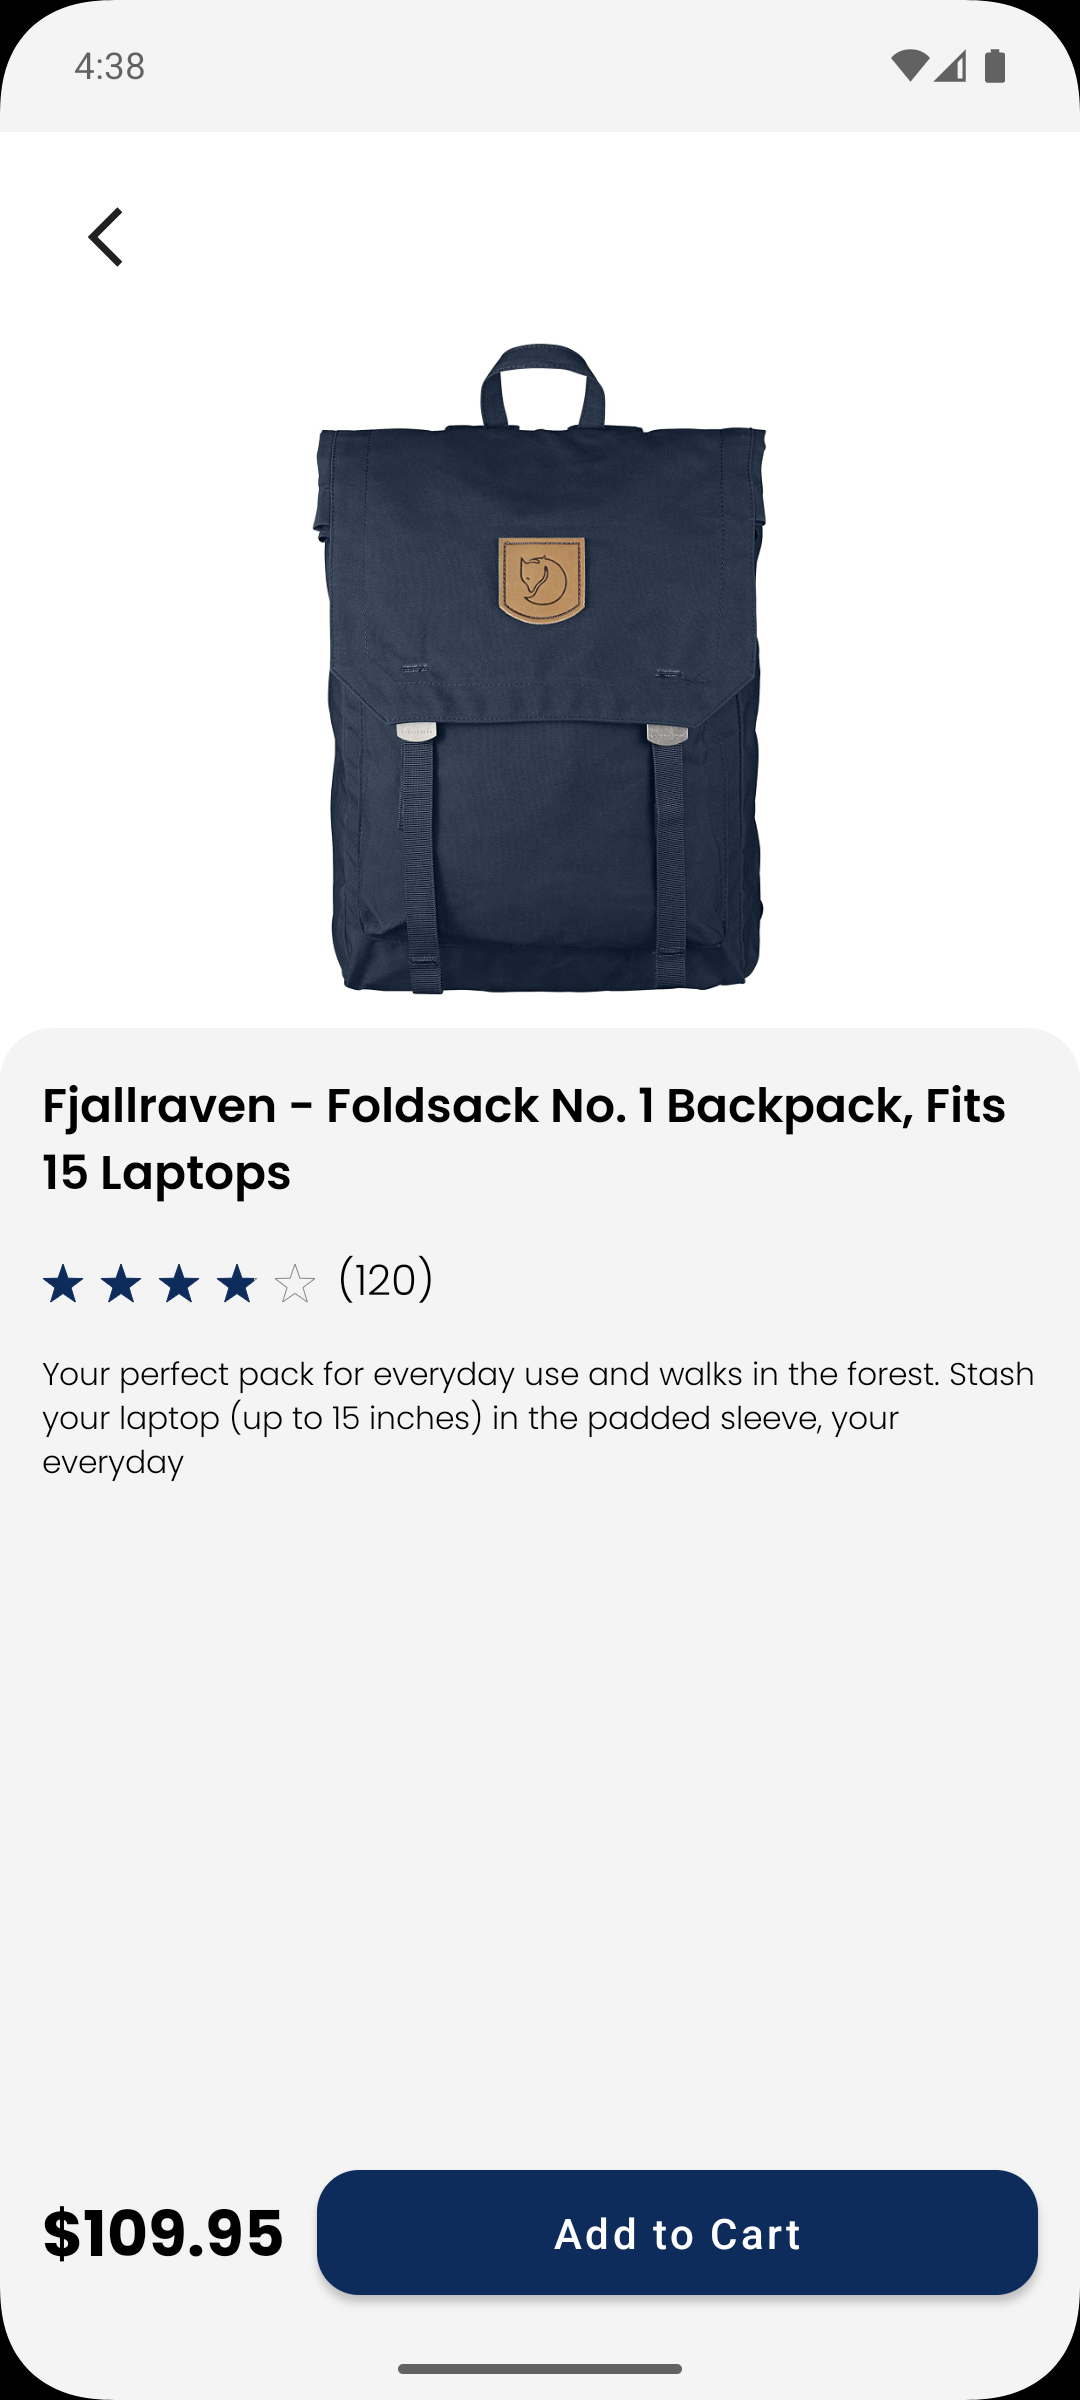 4:38
Fjallraven - Foldsack No. 1 Backpack, Fits
15 Laptops
(120)
Your perfect pack for everyday use and walks in the forest. Stash
your laptop (up to 15 inches) in the padded sleeve, your
everyday
$109.95
Add to Cart